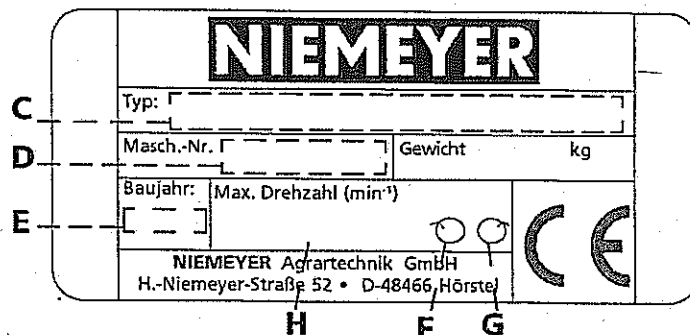 NIEMEYER
C
Typ:
D
Masch.-Nr.
Gewicht kg
E
Baujahr:
Max. Drehzahl (min⁻¹)
CE
NIEMEYER Agrartechnik GmbH
H.-Niemeyer-Straße 52 • D-48466 Hörstel
H F G